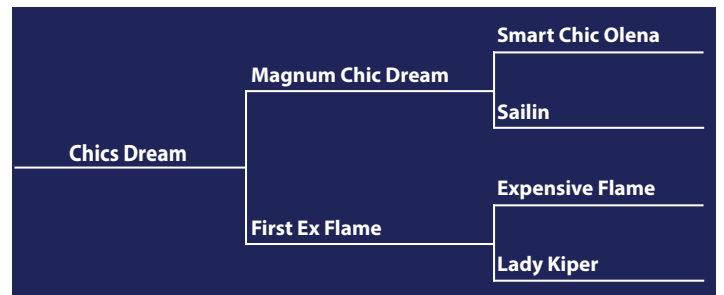 Smart Chic Olena
Magnum Chic Dream
Sailin
Chics Dream
Expensive Flame
First Ex Flame
Lady Kiper